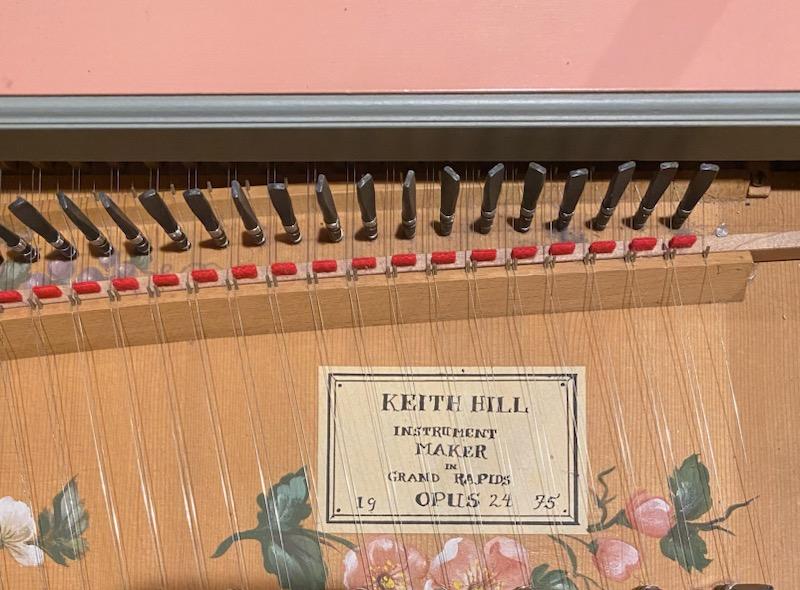 KEITH HILL
INSTRUMENT
MAKER
IN
GRAND RAPIDS
19 OPUS 24 75